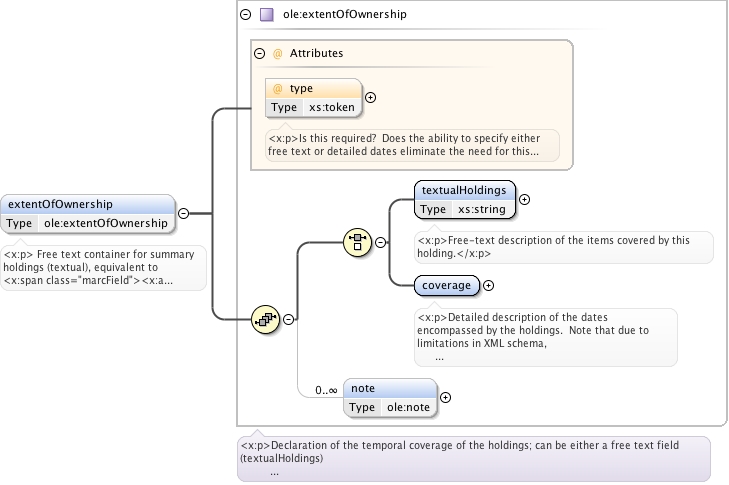 ole:extentOfOwnership
@ Attributes
@ type
Type xs:token
<x:p>Is this required?  Does the ability to specify either
free text or detailed dates eliminate the need for this...
extentOfOwnership
Type ole:extentOfOwnership
<x:p> Free text container for summary
holdings (textual), equivalent to
<x:span class="marcField"><x:a...
textualHoldings
Type xs:string
<x:p>Free-text description of the items covered by this
holding.</x:p>
coverage
<x:p>Detailed description of the dates
encompassed by the holdings.  Note that due to
limitations in XML schema,
...
0..∞
note
Type ole:note
<x:p>Declaration of the temporal coverage of the holdings; can be either a free text field
(textualHoldings)
...